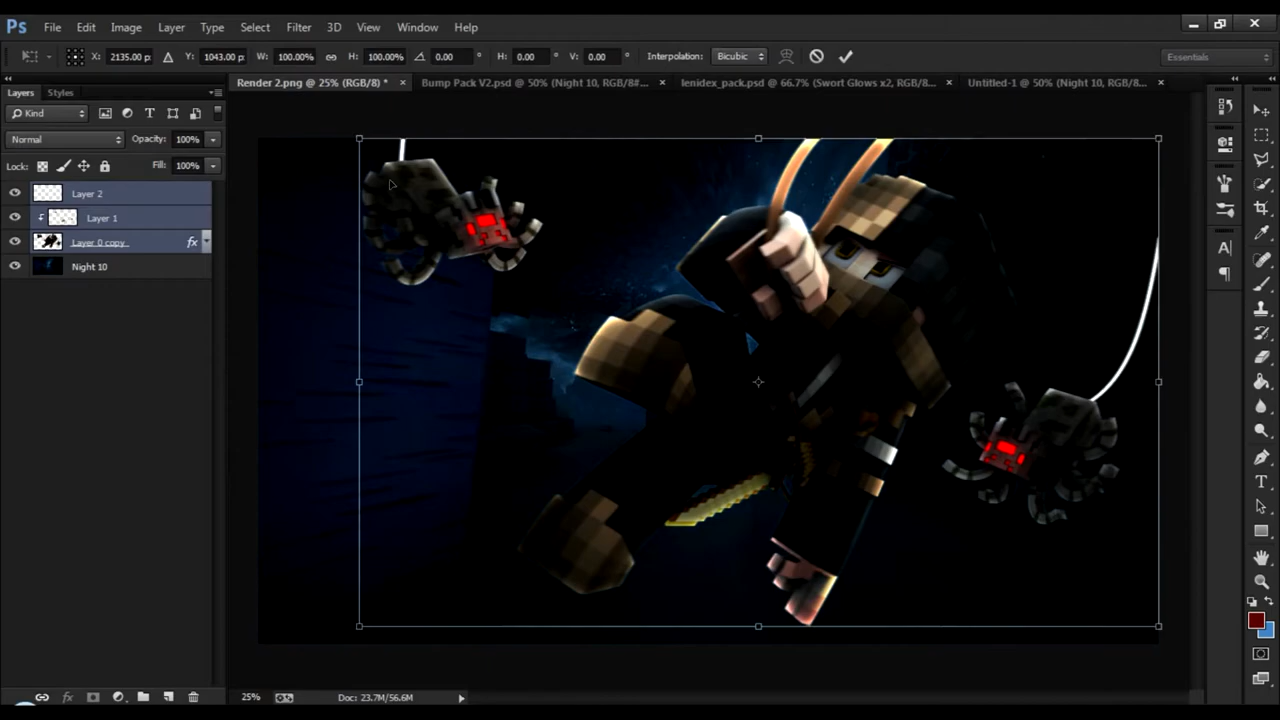 Ps File Edit Image Layer Type Select Filter 3D View Window Help
X: 2135.00 p: Y: 1043.00 p: W: 100.00% H: 100.00% 0.00 ° H: 0.00 ° V: 0.00 ° Interpolation: Bicubic Essentials
Render 2.png @ 25% (RGB/8) * × Bump Pack V2.psd @ 50% (Night 10, RGB/8#... × lenidex_pack.psd @ 66.7% (Swort Glows x2, RGB/8... × Untitled-1 @ 50% (Night 10, RGB/8... ×
Layers Styles
Kind
Normal Opacity: 100%
Lock: Fill: 100%
Layer 2
Layer 1
Layer 0 copy fx
Night 10
25% Doc: 23.7M/56.6M